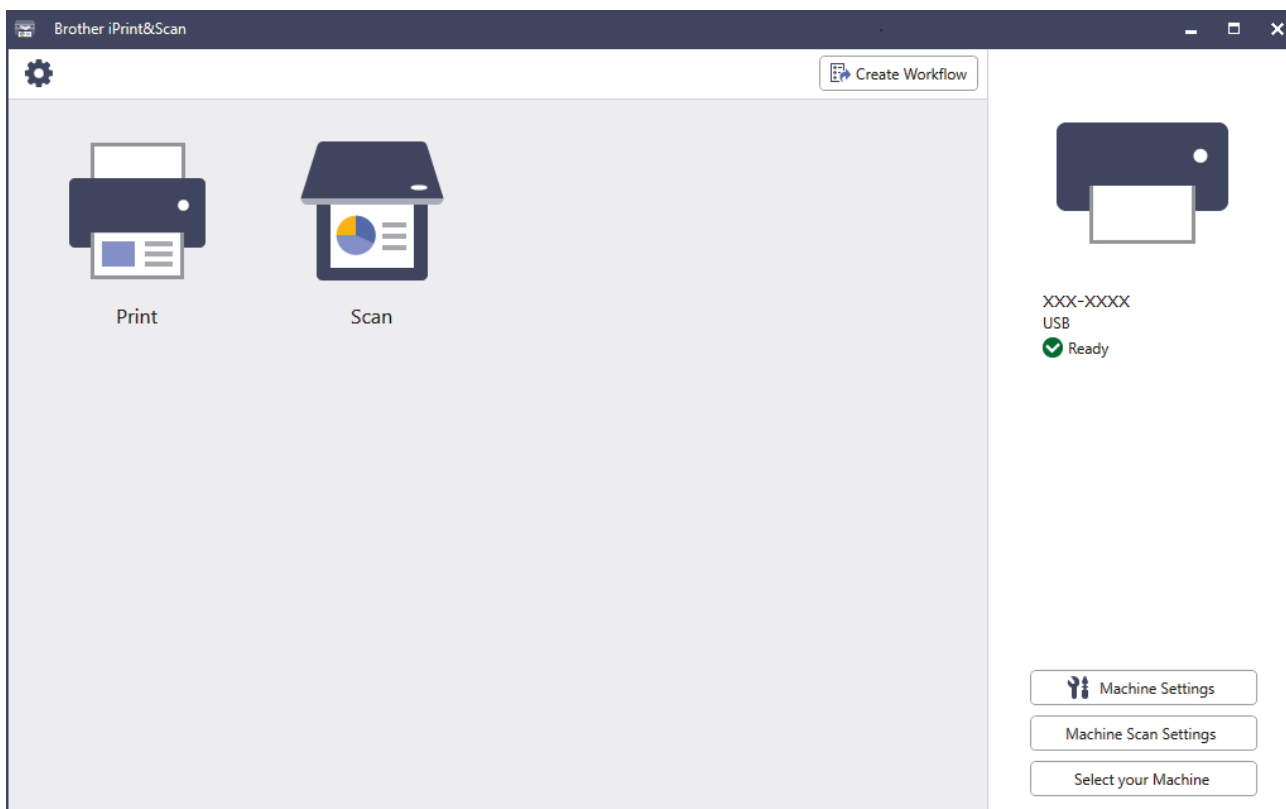 Brother iPrint&Scan
Create Workflow
Print
Scan
XXX-XXXX
USB
Ready
Machine Settings
Machine Scan Settings
Select your Machine